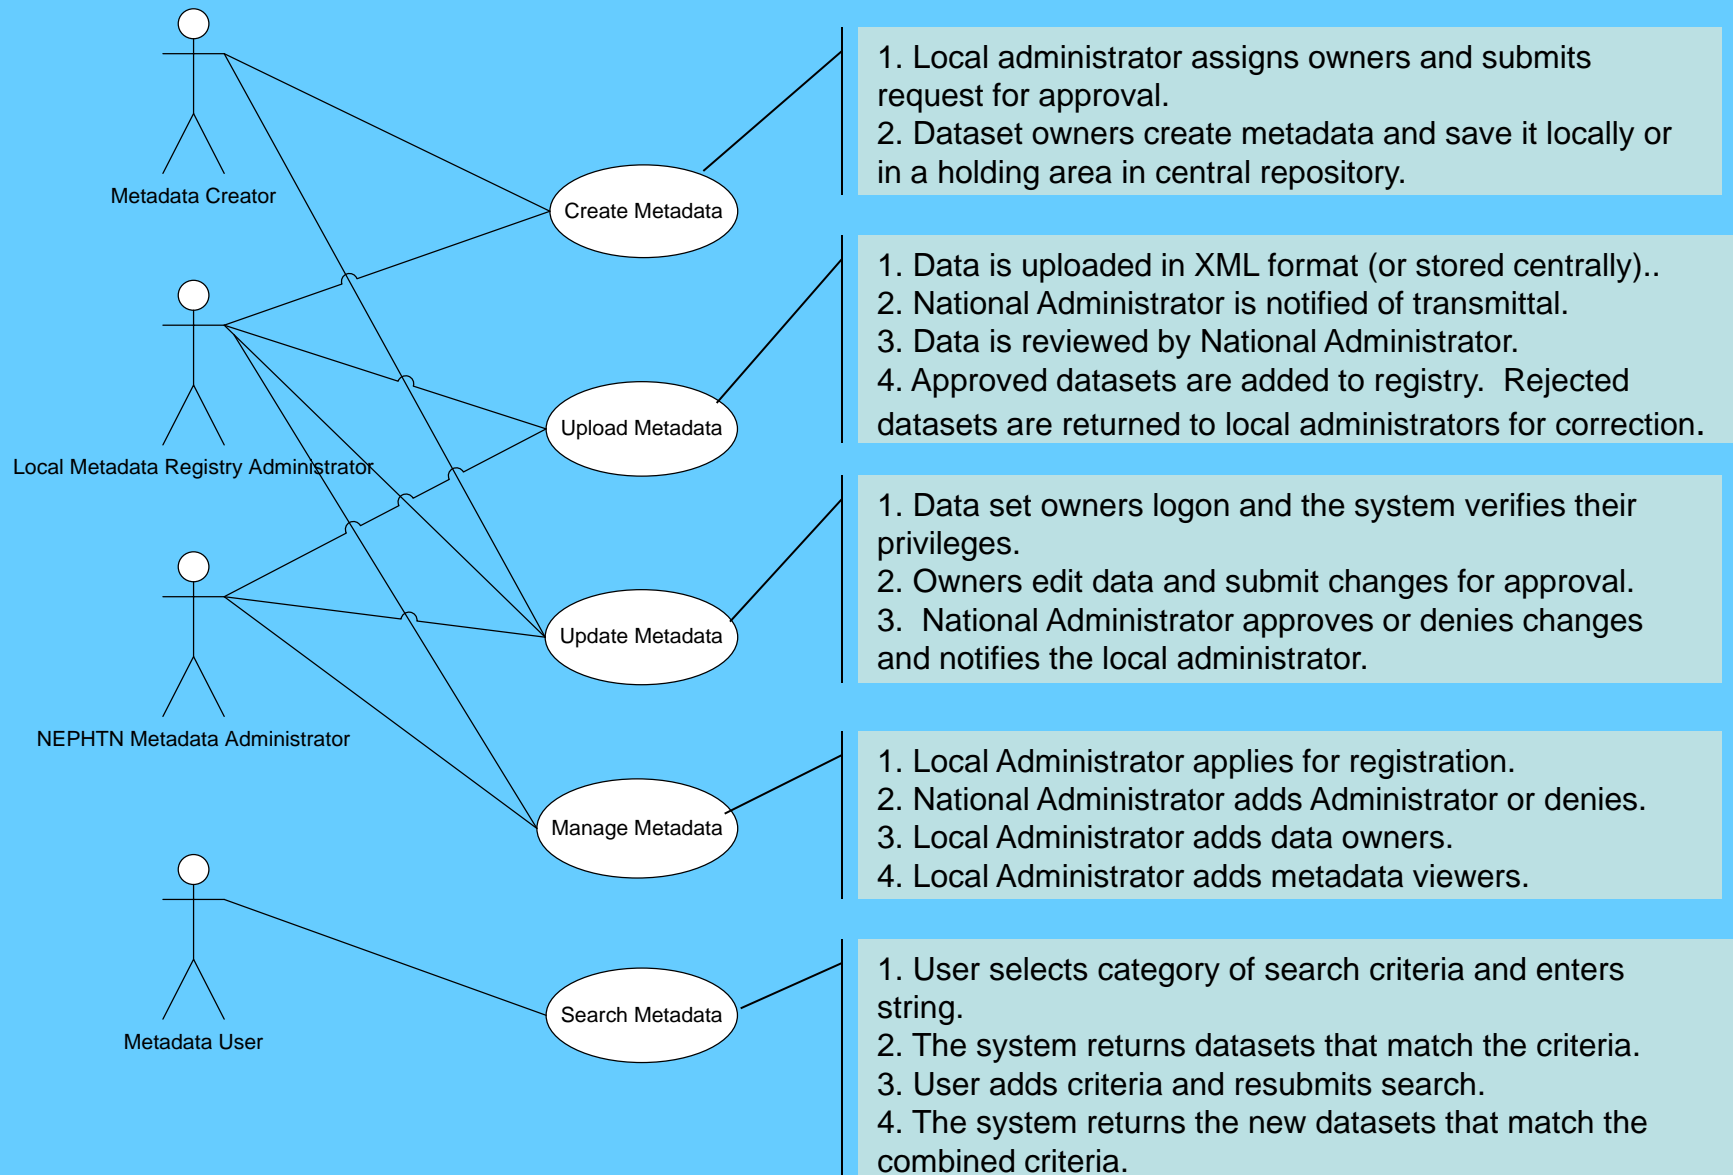 Metadata Creator
Local Metadata Registry Administrator
NEPHTN Metadata Administrator
Metadata User
Create Metadata
Upload Metadata
Update Metadata
Manage Metadata
Search Metadata
1. Local administrator assigns owners and submits
request for approval.
2. Dataset owners create metadata and save it locally or
in a holding area in central repository.
1. Data is uploaded in XML format (or stored centrally)..
2. National Administrator is notified of transmittal.
3. Data is reviewed by National Administrator.
4. Approved datasets are added to registry.  Rejected
datasets are returned to local administrators for correction.
1. Data set owners logon and the system verifies their
privileges.
2. Owners edit data and submit changes for approval.
3.  National Administrator approves or denies changes
and notifies the local administrator.
1. Local Administrator applies for registration.
2. National Administrator adds Administrator or denies.
3. Local Administrator adds data owners.
4. Local Administrator adds metadata viewers.
1. User selects category of search criteria and enters
string.
2. The system returns datasets that match the criteria.
3. User adds criteria and resubmits search.
4. The system returns the new datasets that match the
combined criteria.